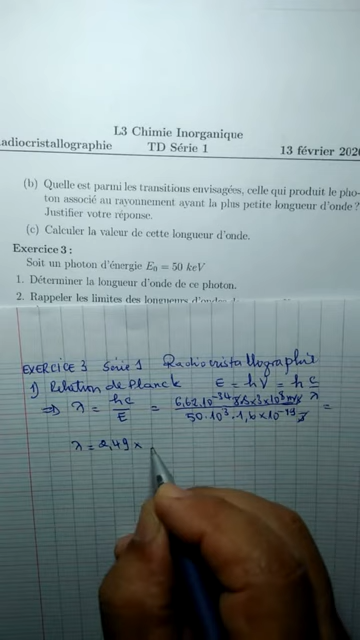 L3 Chimie Inorganique
adiocristallographie TD Série 1 13 février 202
(b) Quelle est parmi les transitions envisagées, celle qui produit le pho-
ton associé au rayonnement ayant la plus petite longueur d'onde ?
Justifier votre réponse.
(c) Calculer la valeur de cette longueur d'onde.
Exercice 3 :
Soit un photon d'énergie E₀ = 50 keV
1. Déterminer la longueur d'onde de ce photon.
2. Rappeler les limites des longueurs d'onde
EXERCICE 3 Série 1 Radiocristallographie
1) Relation de Planck E = hν = h c/λ
⇒ λ = hc/E = 6,62.10⁻³⁴ J.S×3×10⁸ m/s / 50.10³.1,6×10⁻¹⁹ J =
λ = 2,49 ×